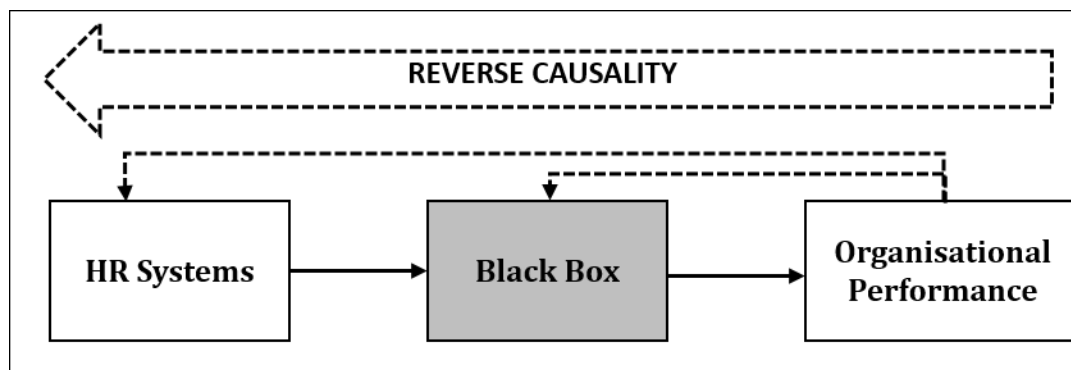 REVERSE CAUSALITY
HR Systems
Black Box
Organisational
Performance